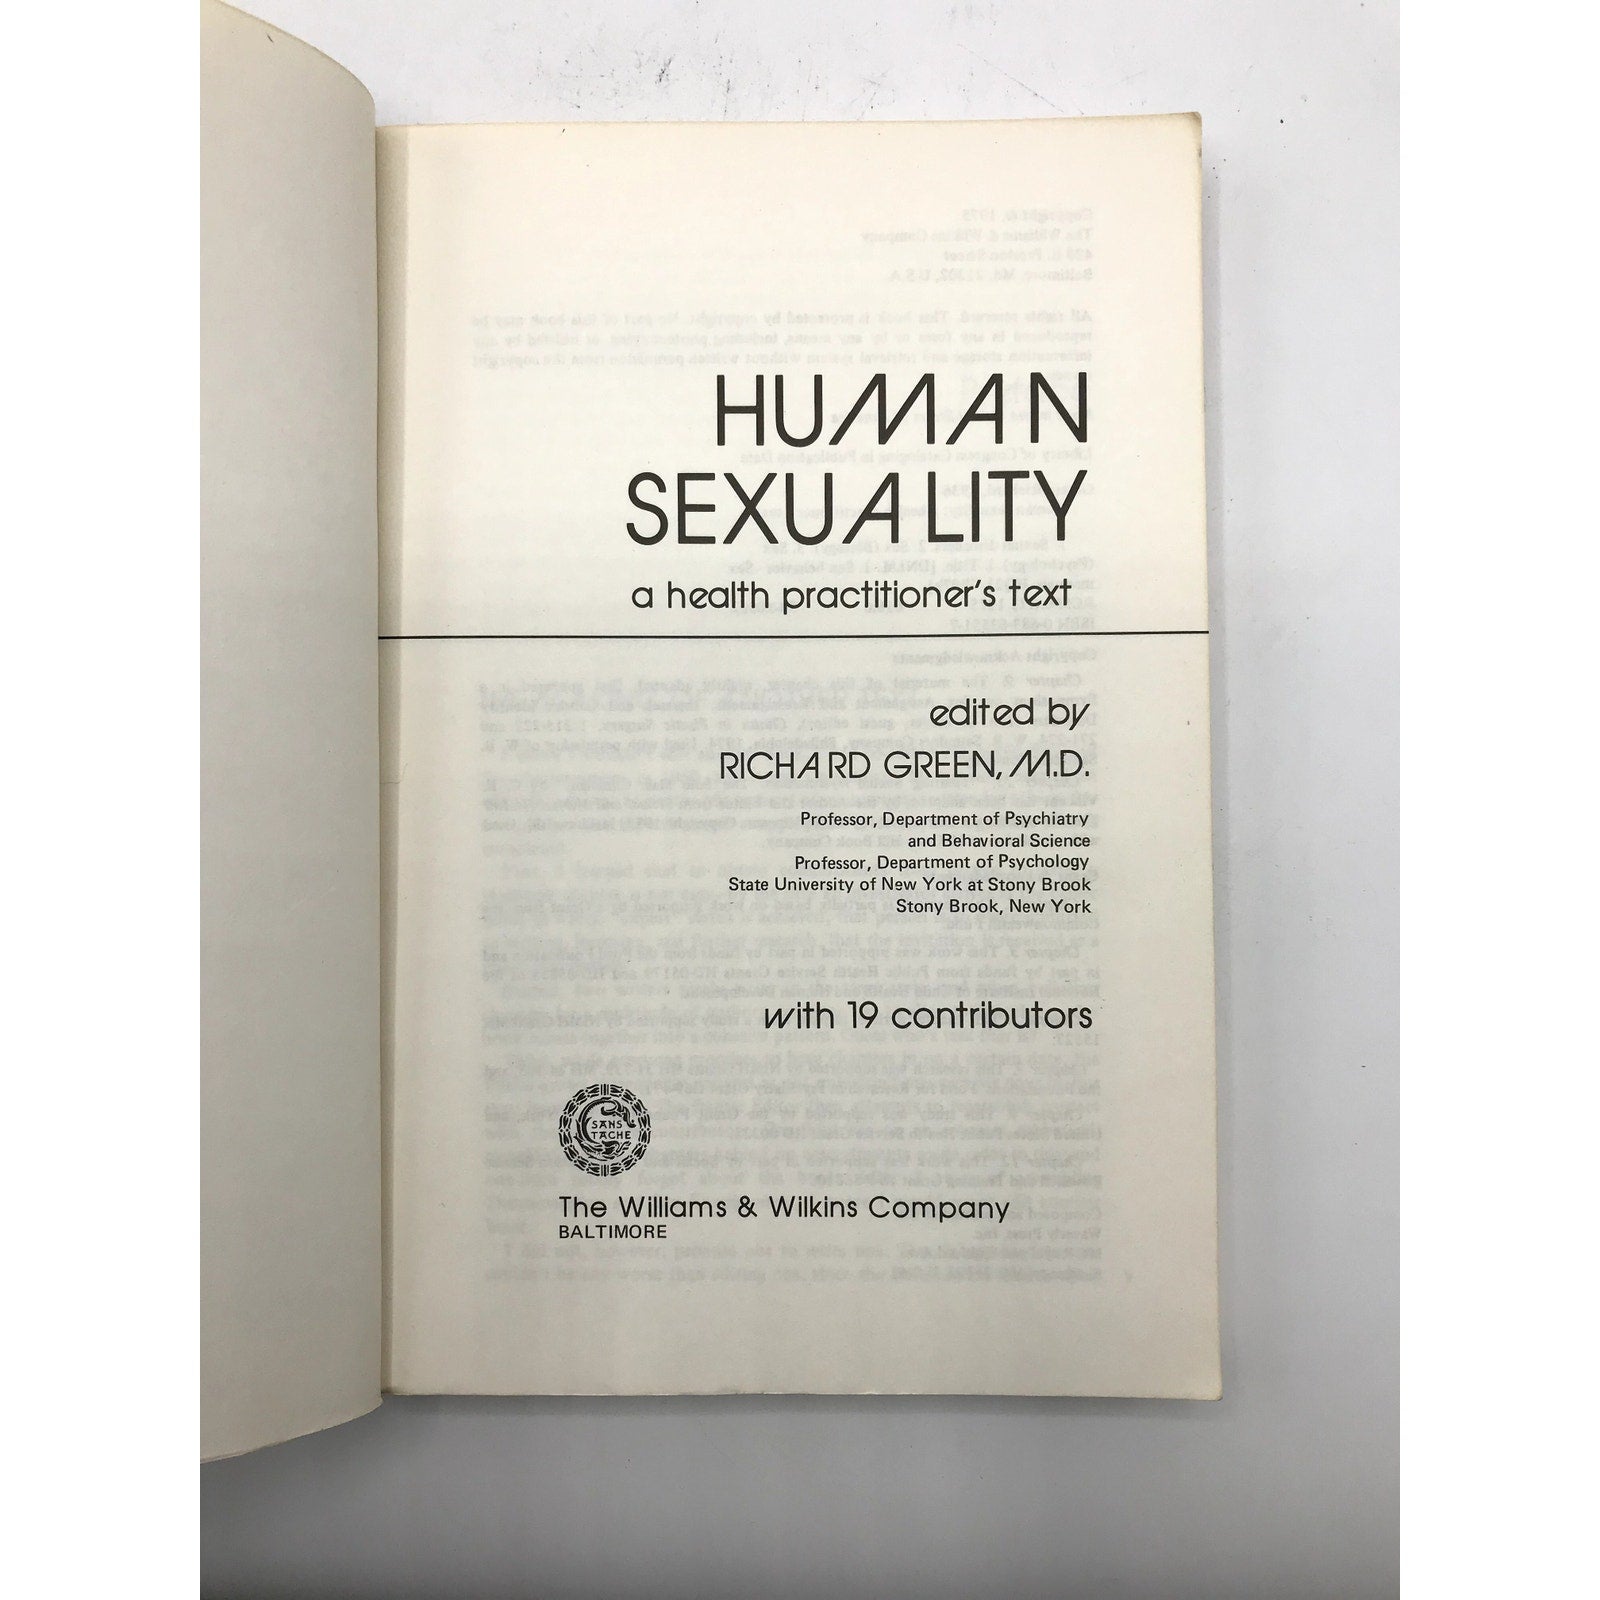 HUMAN
SEXUALITY
a health practitioner's text
edited by
RICHARD GREEN, M.D.
Professor, Department of Psychiatry
and Behavioral Science
Professor, Department of Psychology
State University of New York at Stony Brook
Stony Brook, New York
with 19 contributors
SANS
TACHE
The Williams & Wilkins Company
BALTIMORE